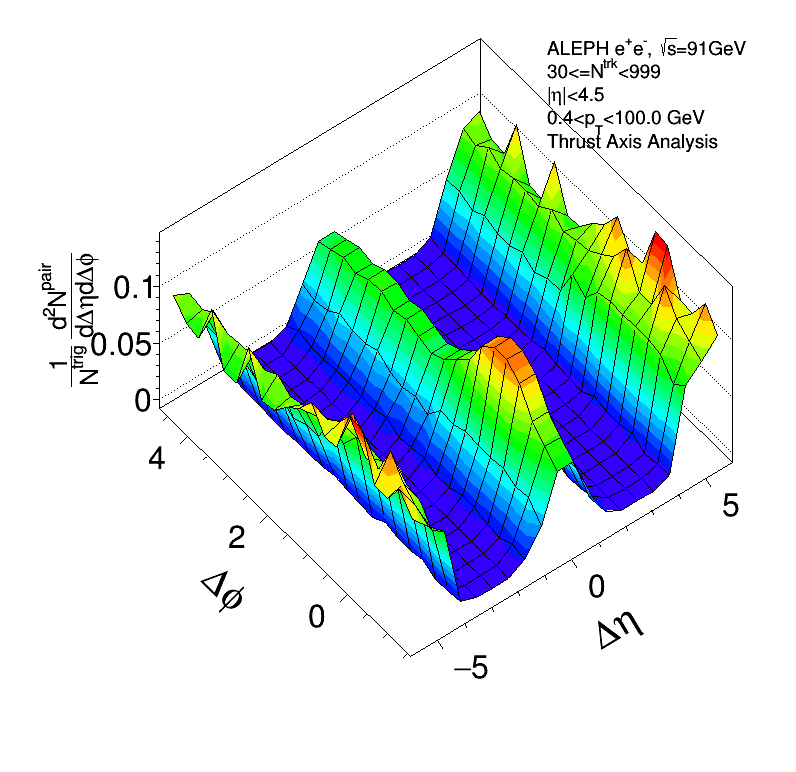 ALEPH e⁺e⁻, √s=91GeV
30<=Nᵗʳᵏ<999
|η|<4.5
0.4<p_T<100.0 GeV
Thrust Axis Analysis
1/N^trig d²N^pair/dΔηdΔϕ
0.1
0.05
0
4
2
0
Δϕ
−5
0
5
Δη